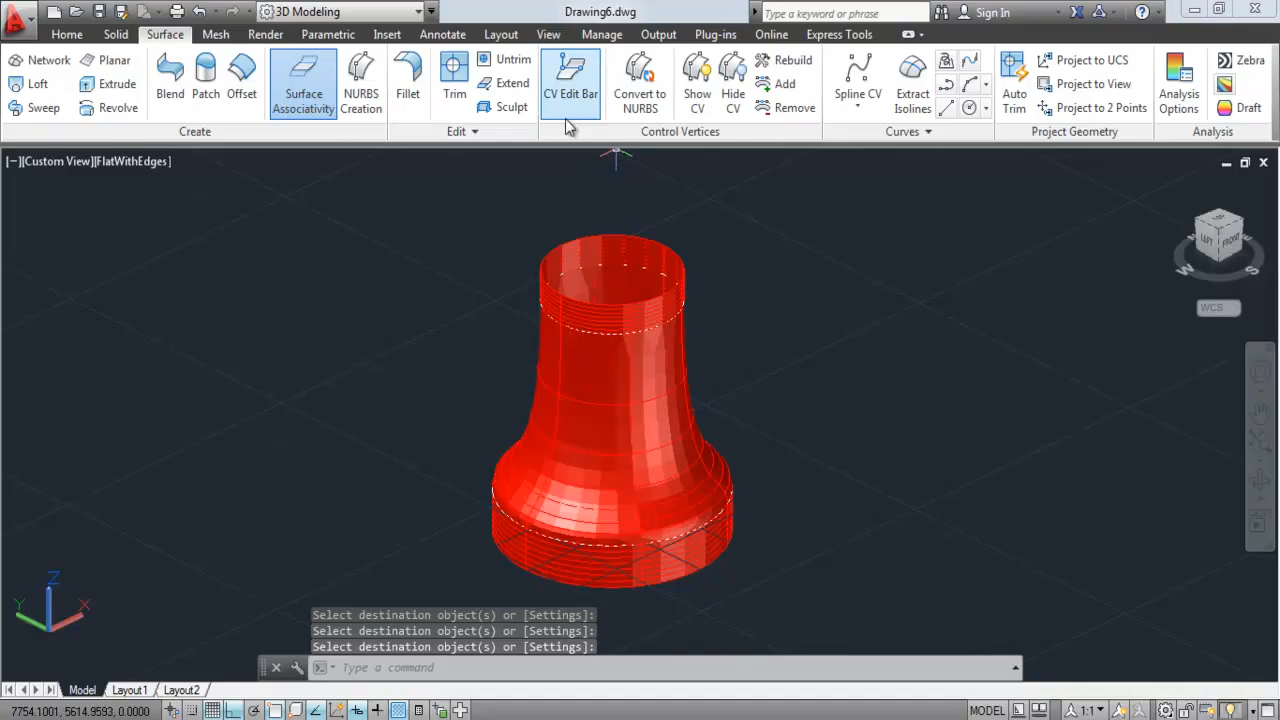 3D Modeling
Drawing6.dwg
Type a keyword or phrase
Sign In
Home Solid Surface Mesh Render Parametric Insert Annotate Layout View Manage Output Plug-ins Online Express Tools
Network
Loft
Sweep
Planar
Extrude
Revolve
Blend
Patch
Offset
Surface
Associativity
NURBS
Creation
Fillet
Trim
Untrim
Extend
Sculpt
CV Edit Bar
Convert to
NURBS
Show
CV
Hide
CV
Rebuild
Add
Remove
Spline CV
Extract
Isolines
Auto
Trim
Project to UCS
Project to View
Project to 2 Points
Analysis
Options
Zebra
Draft
Create
Edit
Control Vertices
Curves
Project Geometry
Analysis
[−][Custom View][FlatWithEdges]
LEFT
FRONT
W
S
WCS
Z
Y
X
Select destination object(s) or [Settings]:
Select destination object(s) or [Settings]:
Select destination object(s) or [Settings]:
Type a command
Model Layout1 Layout2
7754.1001, 5614.9593, 0.0000
MODEL
1:1